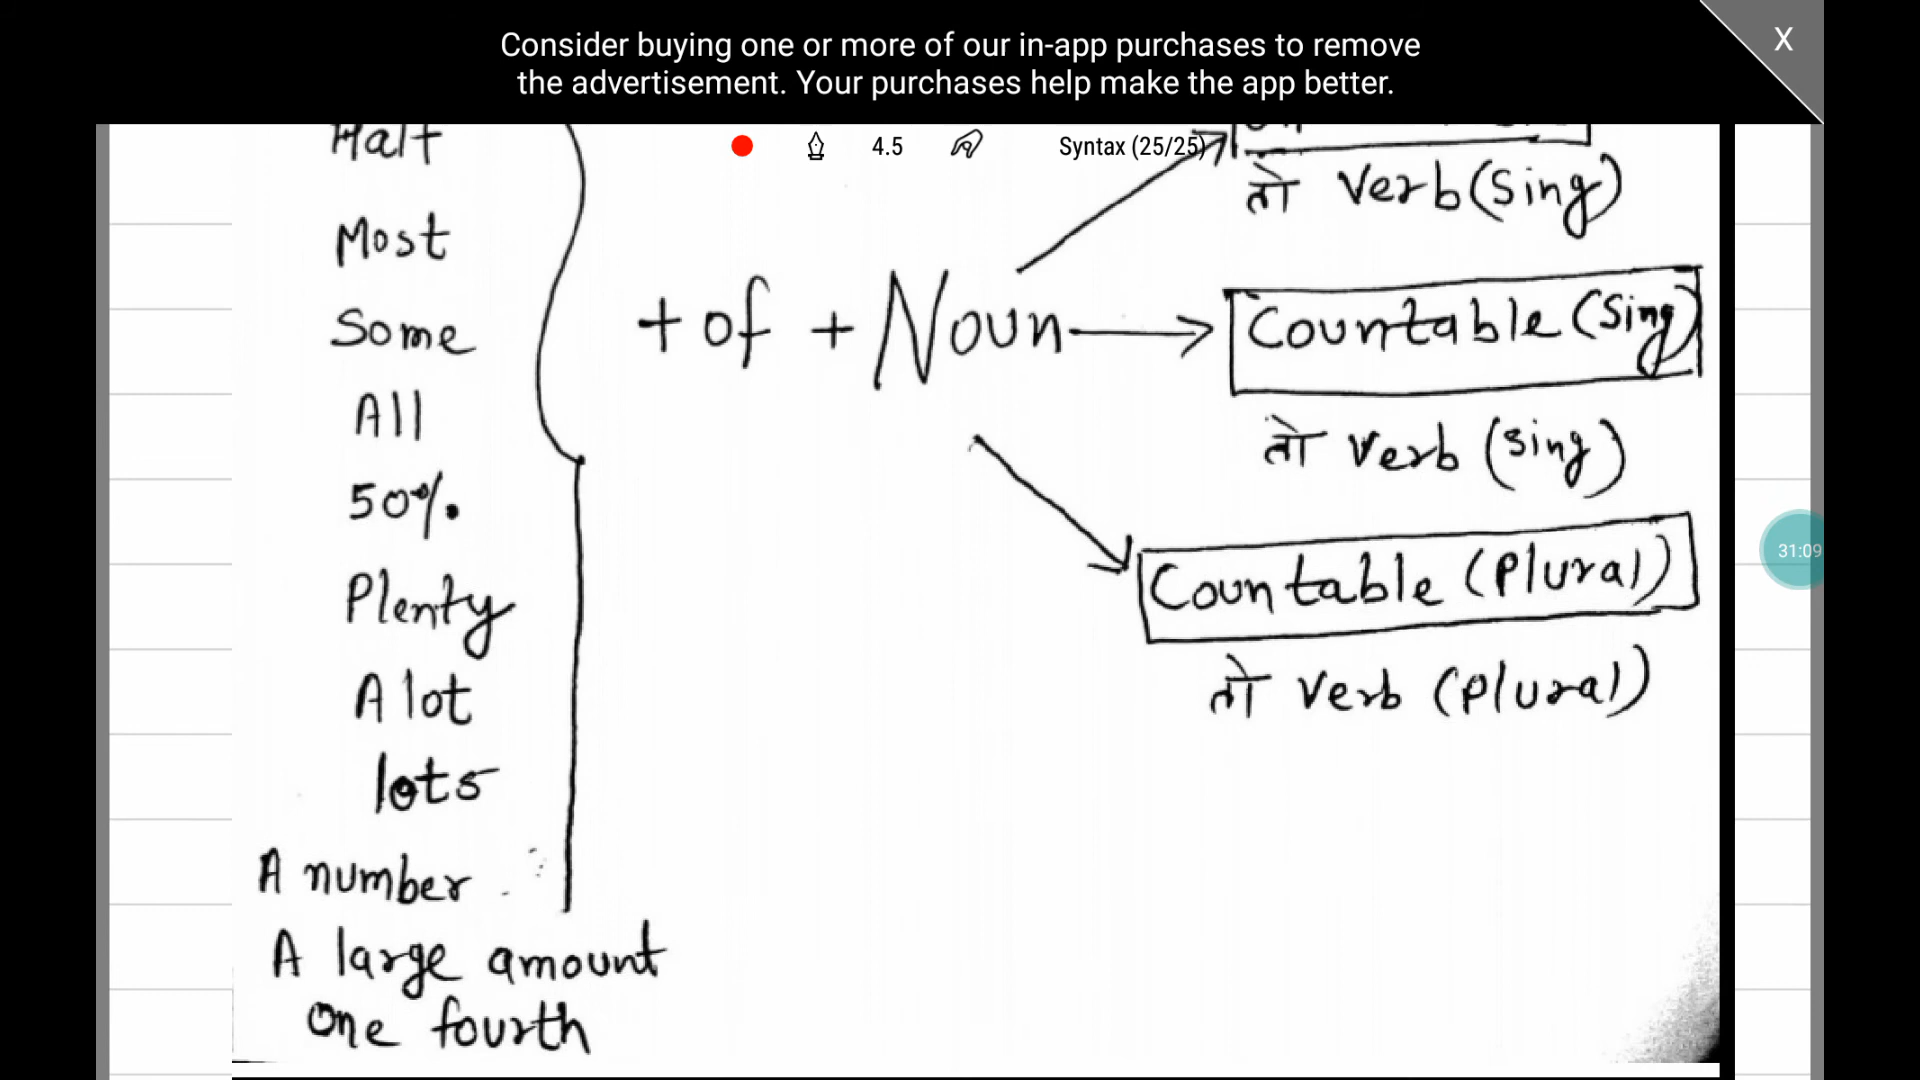 Consider buying one or more of our in-app purchases to remove
the advertisement. Your purchases help make the app better.
X
4.5
Syntax (25/25)
Half
Most
Some
All
50%
Plenty
A lot
lots
A number
A large amount
One fourth
+ of + Noun
तो Verb (Sing)
Countable (Sing)
तो Verb (Sing)
Countable (Plural)
तो Verb (Plural)
31:09